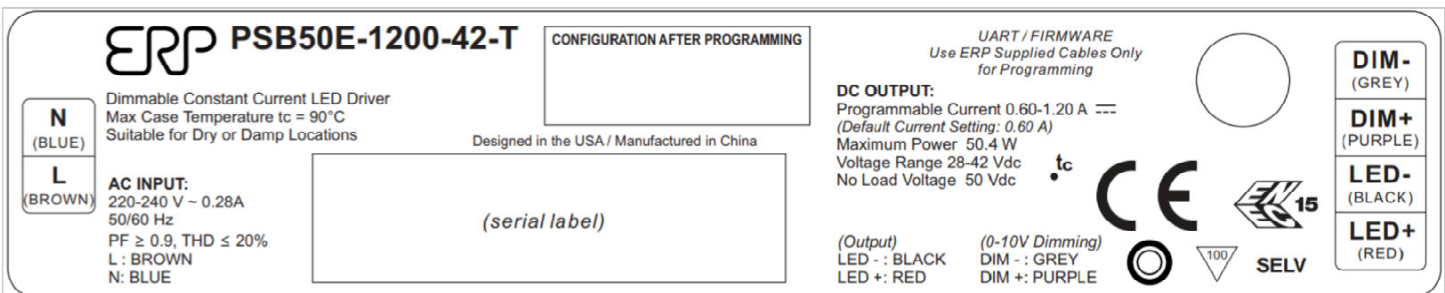 N
(BLUE)
L
(BROWN)
ERP PSB50E-1200-42-T
Dimmable Constant Current LED Driver
Max Case Temperature tc = 90°C
Suitable for Dry or Damp Locations
AC INPUT:
220-240 V ~ 0.28A
50/60 Hz
PF ≥ 0.9, THD ≤ 20%
L : BROWN
N: BLUE
CONFIGURATION AFTER PROGRAMMING
Designed in the USA / Manufactured in China
(serial label)
UART / FIRMWARE
Use ERP Supplied Cables Only
for Programming
DC OUTPUT:
Programmable Current 0.60-1.20 A
(Default Current Setting: 0.60 A)
Maximum Power 50.4 W
Voltage Range 28-42 Vdc
No Load Voltage 50 Vdc
tc
CE
ENEC 15
(Output)
LED - : BLACK
LED +: RED
(0-10V Dimming)
DIM - : GREY
DIM +: PURPLE
100
SELV
DIM-
(GREY)
DIM+
(PURPLE)
LED-
(BLACK)
LED+
(RED)